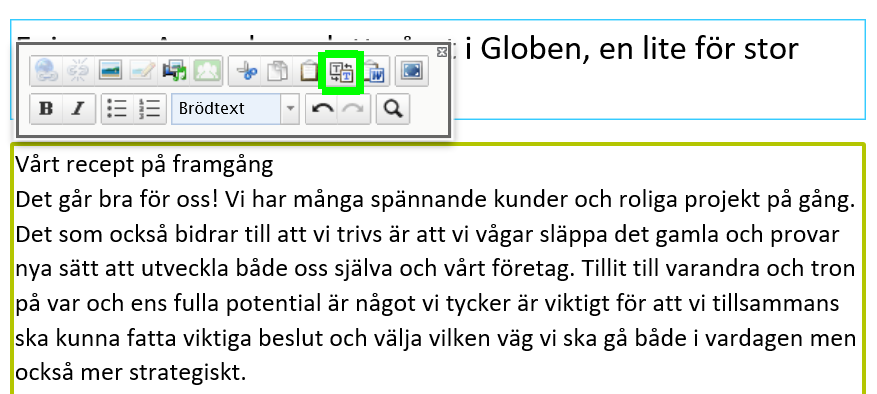 i Globen, en lite för stor
B I Brödtext
Vårt recept på framgång
Det går bra för oss! Vi har många spännande kunder och roliga projekt på gång.
Det som också bidrar till att vi trivs är att vi vågar släppa det gamla och provar
nya sätt att utveckla både oss själva och vårt företag. Tillit till varandra och tron
på var och ens fulla potential är något vi tycker är viktigt för att vi tillsammans
ska kunna fatta viktiga beslut och välja vilken väg vi ska gå både i vardagen men
också mer strategiskt.